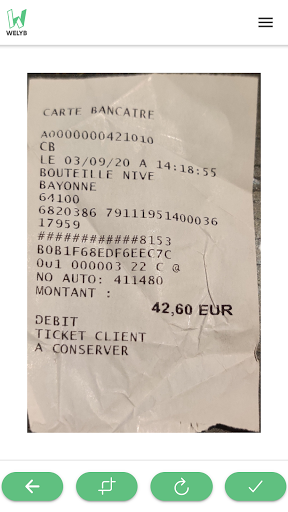 WELYB
CARTE BANCAIRE
A0000000421010
CB
LE 03/09/20 A 14:18:55
BOUTEILLE NIVE
BAYONNE
64100
6820386 79111951400036
17959
############8153
B0B1F68EDF6EEC7C
001 000003 22 C @
NO AUTO: 411480
MONTANT :
42,60 EUR
DEBIT
TICKET CLIENT
A CONSERVER